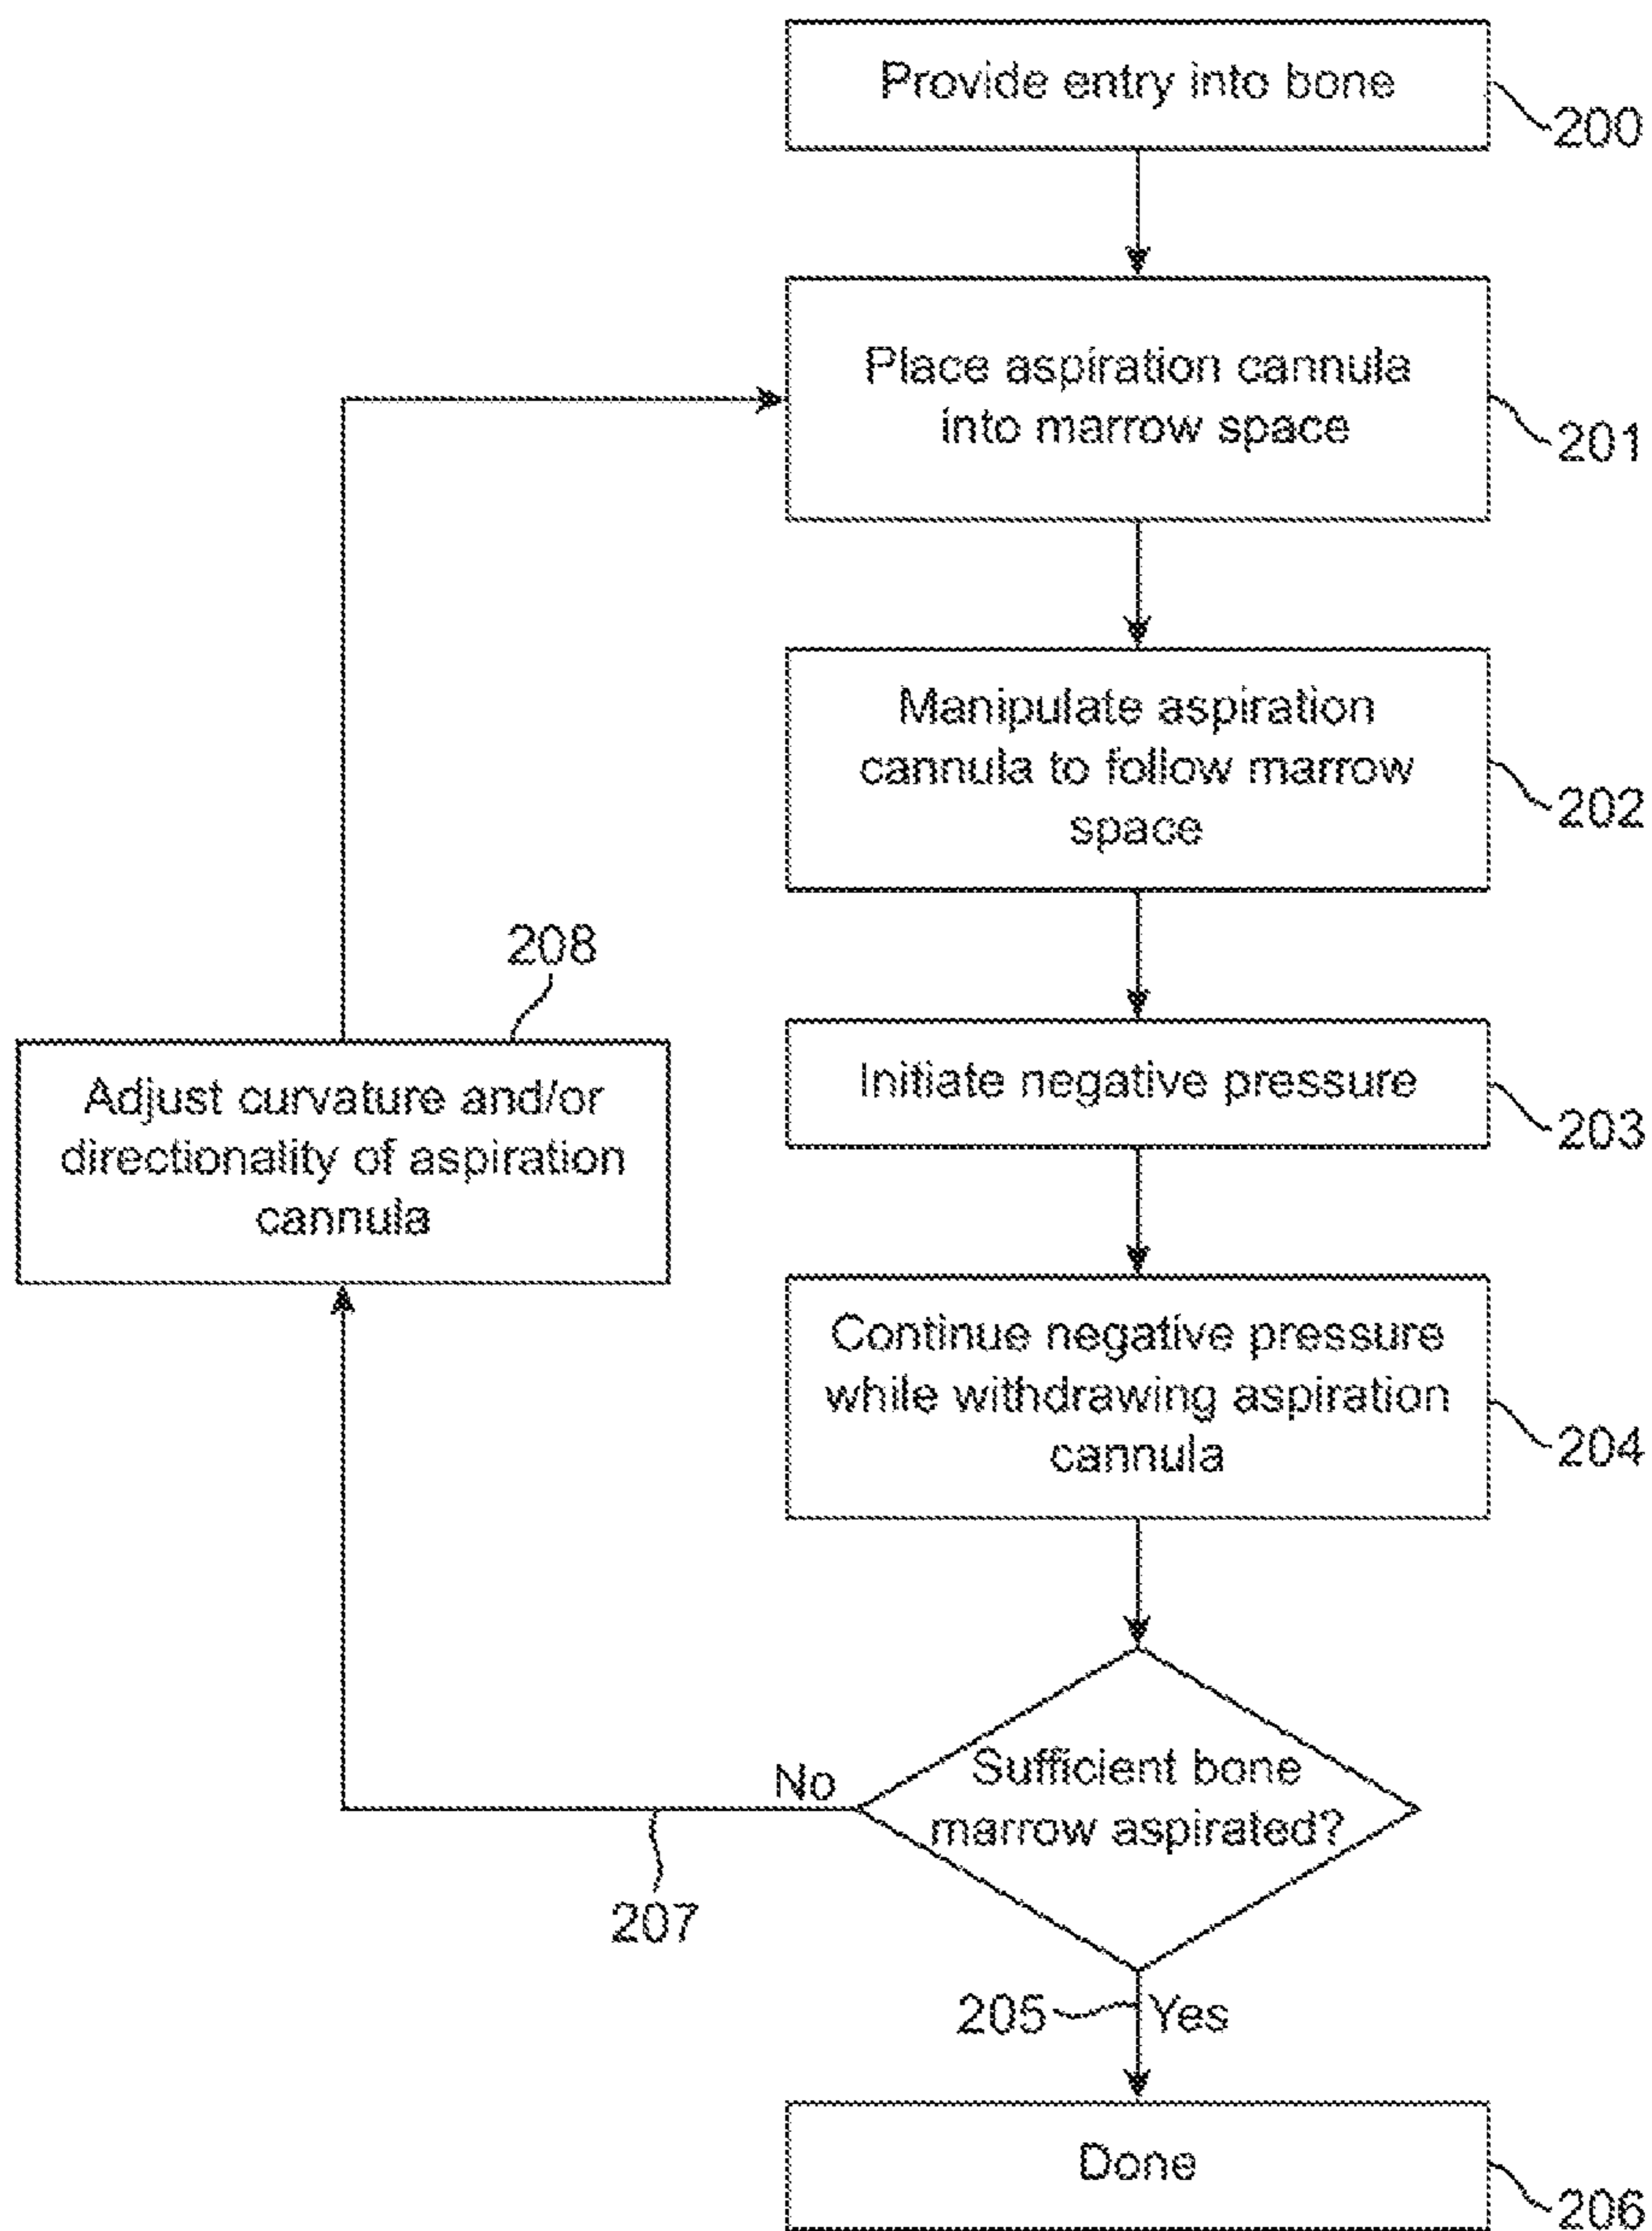 Provide entry into bone
200
Place aspiration cannula
into marrow space
201
Manipulate aspiration
cannula to follow marrow
space
202
208
Adjust curvature and/or
directionality of aspiration
cannula
Initiate negative pressure
203
Continue negative pressure
while withdrawing aspiration
cannula
204
No
Sufficient bone
marrow aspirated?
207
205
Yes
Done
206